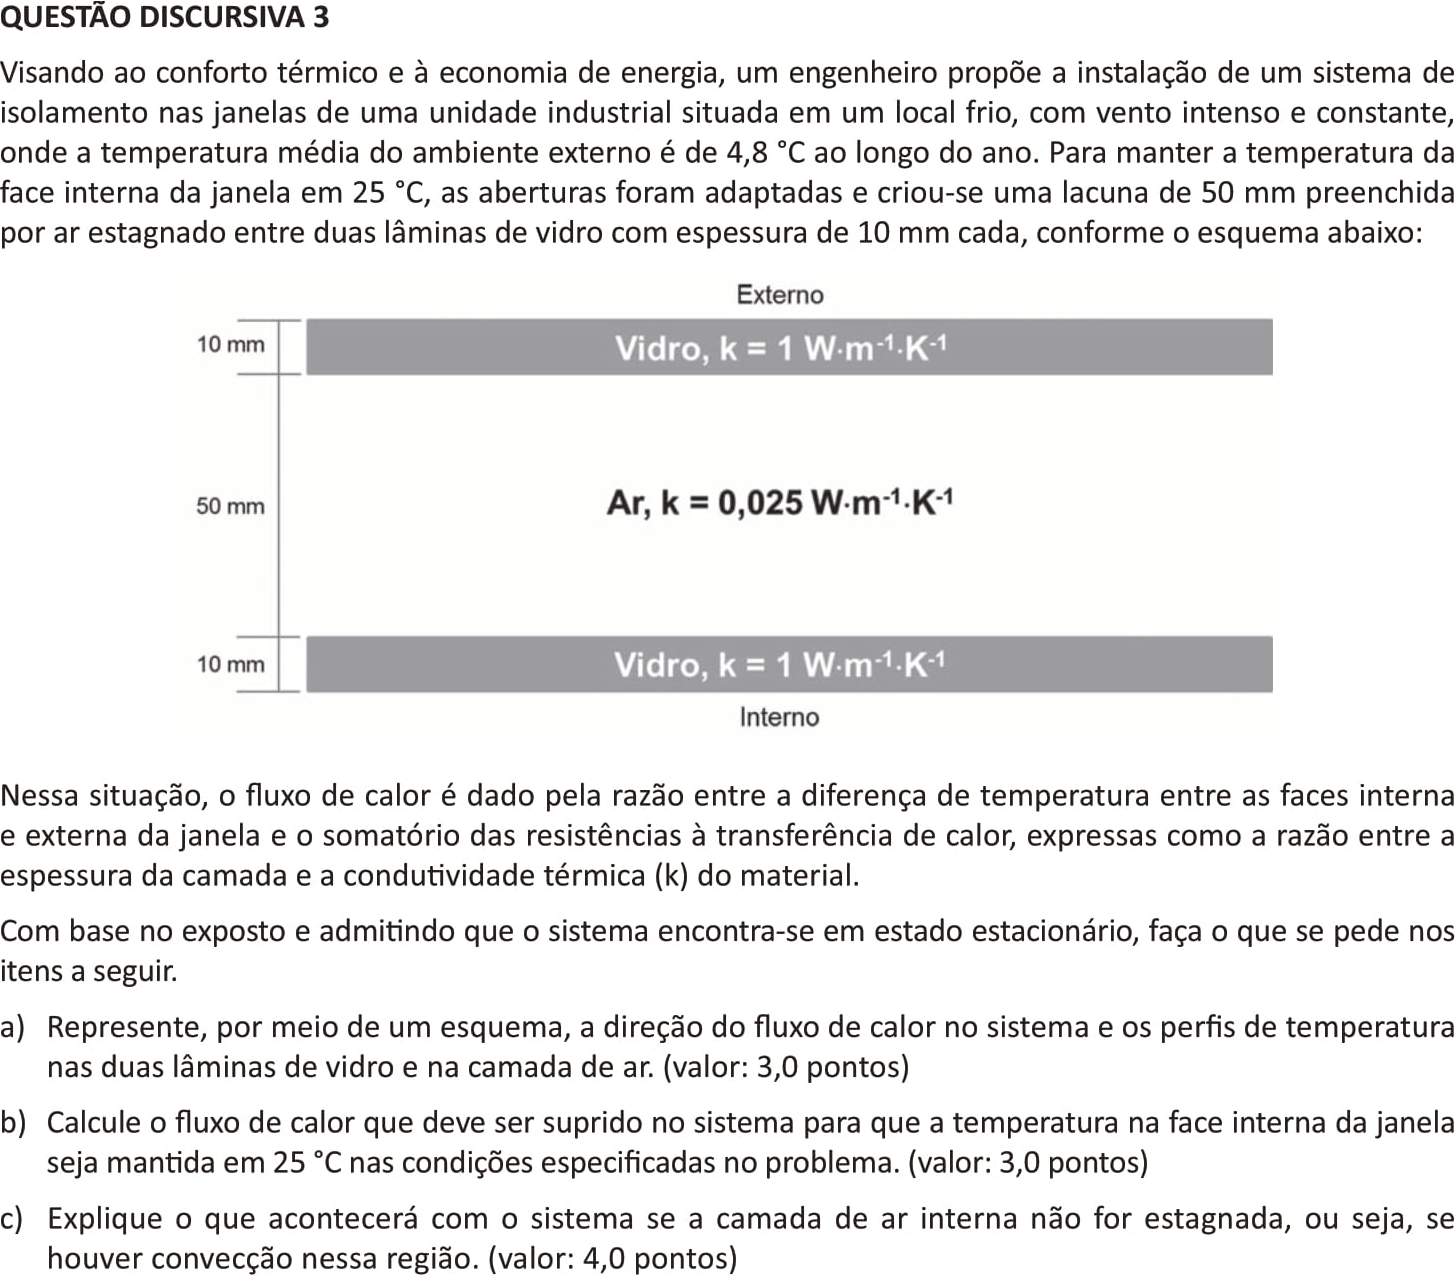 QUESTÃO DISCURSIVA 3
Visando ao conforto térmico e à economia de energia, um engenheiro propõe a instalação de um sistema de
isolamento nas janelas de uma unidade industrial situada em um local frio, com vento intenso e constante,
onde a temperatura média do ambiente externo é de 4,8 °C ao longo do ano. Para manter a temperatura da
face interna da janela em 25 °C, as aberturas foram adaptadas e criou-se uma lacuna de 50 mm preenchida
por ar estagnado entre duas lâminas de vidro com espessura de 10 mm cada, conforme o esquema abaixo:
Externo
10 mm
Vidro, k = 1 W·m⁻¹·K⁻¹
50 mm
Ar, k = 0,025 W·m⁻¹·K⁻¹
10 mm
Vidro, k = 1 W·m⁻¹·K⁻¹
Interno
Nessa situação, o fluxo de calor é dado pela razão entre a diferença de temperatura entre as faces interna
e externa da janela e o somatório das resistências à transferência de calor, expressas como a razão entre a
espessura da camada e a condutividade térmica (k) do material.
Com base no exposto e admitindo que o sistema encontra-se em estado estacionário, faça o que se pede nos
itens a seguir.
a) Represente, por meio de um esquema, a direção do fluxo de calor no sistema e os perfis de temperatura
nas duas lâminas de vidro e na camada de ar. (valor: 3,0 pontos)
b) Calcule o fluxo de calor que deve ser suprido no sistema para que a temperatura na face interna da janela
seja mantida em 25 °C nas condições especificadas no problema. (valor: 3,0 pontos)
c) Explique o que acontecerá com o sistema se a camada de ar interna não for estagnada, ou seja, se
houver convecção nessa região. (valor: 4,0 pontos)